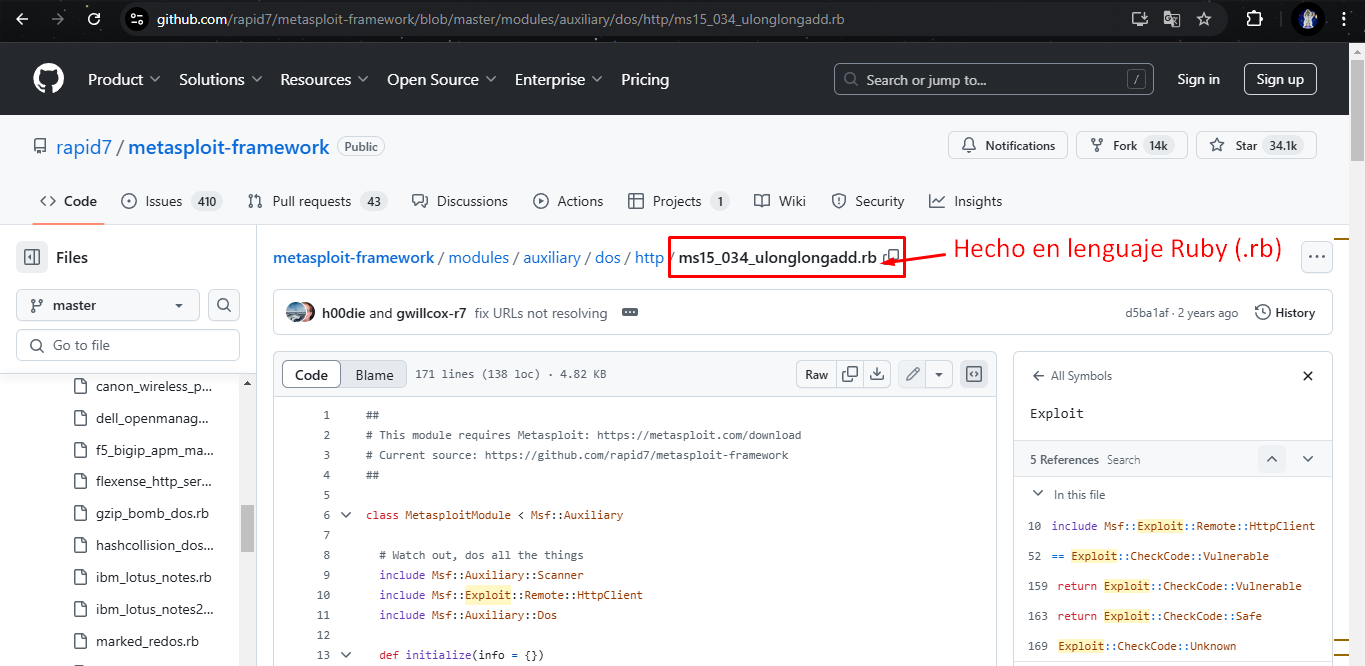 github.com/rapid7/metasploit-framework/blob/master/modules/auxiliary/dos/http/ms15_034_ulonglongadd.rb
Product Solutions Resources Open Source Enterprise Pricing Search or jump to... / Sign in Sign up
rapid7 / metasploit-framework Public Notifications Fork 14k Star 34.1k
Code Issues 410 Pull requests 43 Discussions Actions Projects 1 Wiki Security Insights
Files
master
Go to file
canon_wireless_p...
dell_openmanag...
f5_bigip_apm_ma...
flexense_http_ser...
gzip_bomb_dos.rb
hashcollision_dos...
ibm_lotus_notes.rb
ibm_lotus_notes2...
marked_redos.rb
metasploit-framework / modules / auxiliary / dos / http / ms15_034_ulonglongadd.rb
Hecho en lenguaje Ruby (.rb)
h00die and gwillcox-r7 fix URLs not resolving d5ba1af · 2 years ago History
Code Blame 171 lines (138 loc) · 4.82 KB Raw
1 ##
2 # This module requires Metasploit: https://metasploit.com/download
3 # Current source: https://github.com/rapid7/metasploit-framework
4 ##
5
6 class MetasploitModule < Msf::Auxiliary
7
8 # Watch out, dos all the things
9 include Msf::Auxiliary::Scanner
10 include Msf::Exploit::Remote::HttpClient
11 include Msf::Auxiliary::Dos
12
13 def initialize(info = {})
All Symbols
Exploit
5 References Search
In this file
10 include Msf::Exploit::Remote::HttpClient
52 == Exploit::CheckCode::Vulnerable
159 return Exploit::CheckCode::Vulnerable
163 return Exploit::CheckCode::Safe
169 Exploit::CheckCode::Unknown